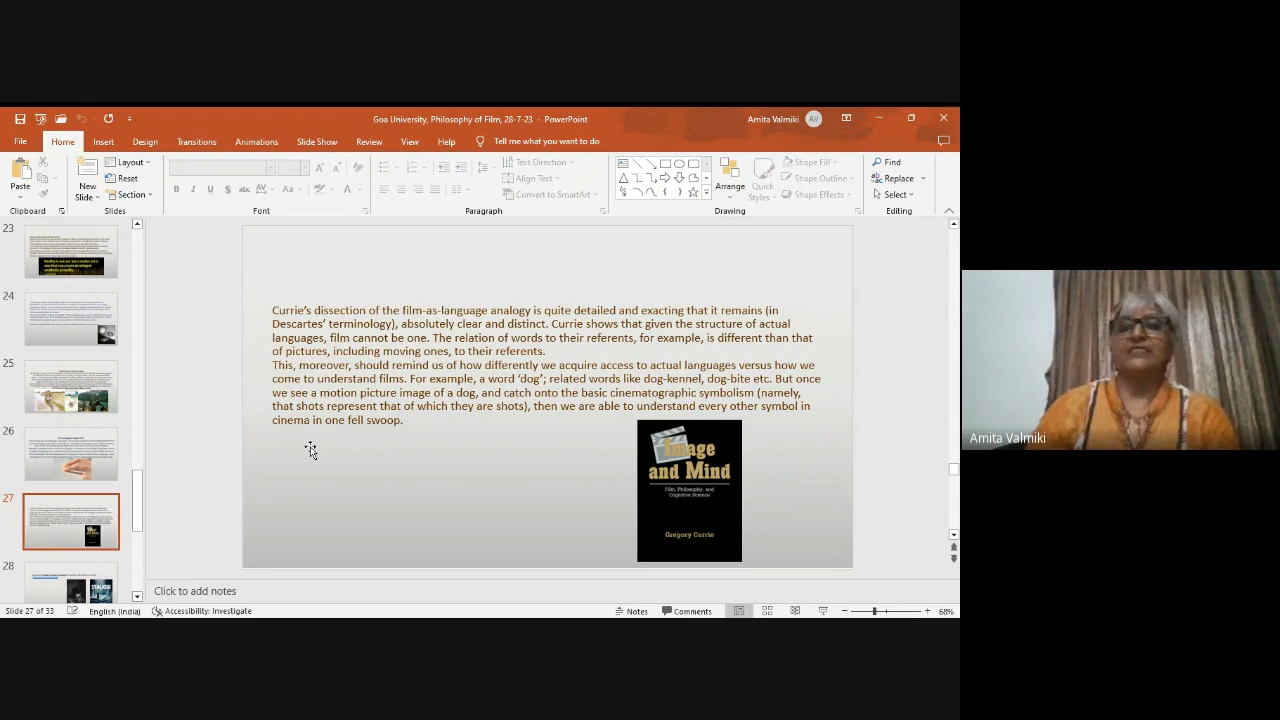 Goa University, Philosophy of Film, 28-7-23 - PowerPoint
Amita Valmiki
AV
File Home Insert Design Transitions Animations Slide Show Review View Help Tell me what you want to do
Paste
New
Slide
Layout
Reset
Section
Text Direction
Align Text
Convert to SmartArt
Arrange
Quick
Styles
Shape Fill
Shape Outline
Shape Effects
Find
Replace
Select
Clipboard Slides Font Paragraph Drawing Editing
23
24
25
26
27
28
Currie's rejection of the film-as-language analogy is quite detailed and exacting that it remains (in
Descartes' terminology), absolutely clear and distinct. Currie shows that given the structure of actual
languages, film cannot be one. The relation of words to their referents, for example, is different than that
of pictures, including moving ones, to their referents.
This, moreover, should remind us of how differently we acquire access to actual languages versus how we
come to understand films. For example, a word 'dog'; related words like dog-kennel, dog-bite etc. But once
we see a motion picture image of a dog, and catch onto the basic cinematographic symbolism (namely,
that shots represent that of which they are shots), then we are able to understand every other symbol in
cinema in one fell swoop.
Image
and Mind
Film, Philosophy, and
Cognitive Science
Gregory Currie
Click to add notes
Slide 27 of 33 English (India) Accessibility: Investigate Notes Comments 68%
Amita Valmiki